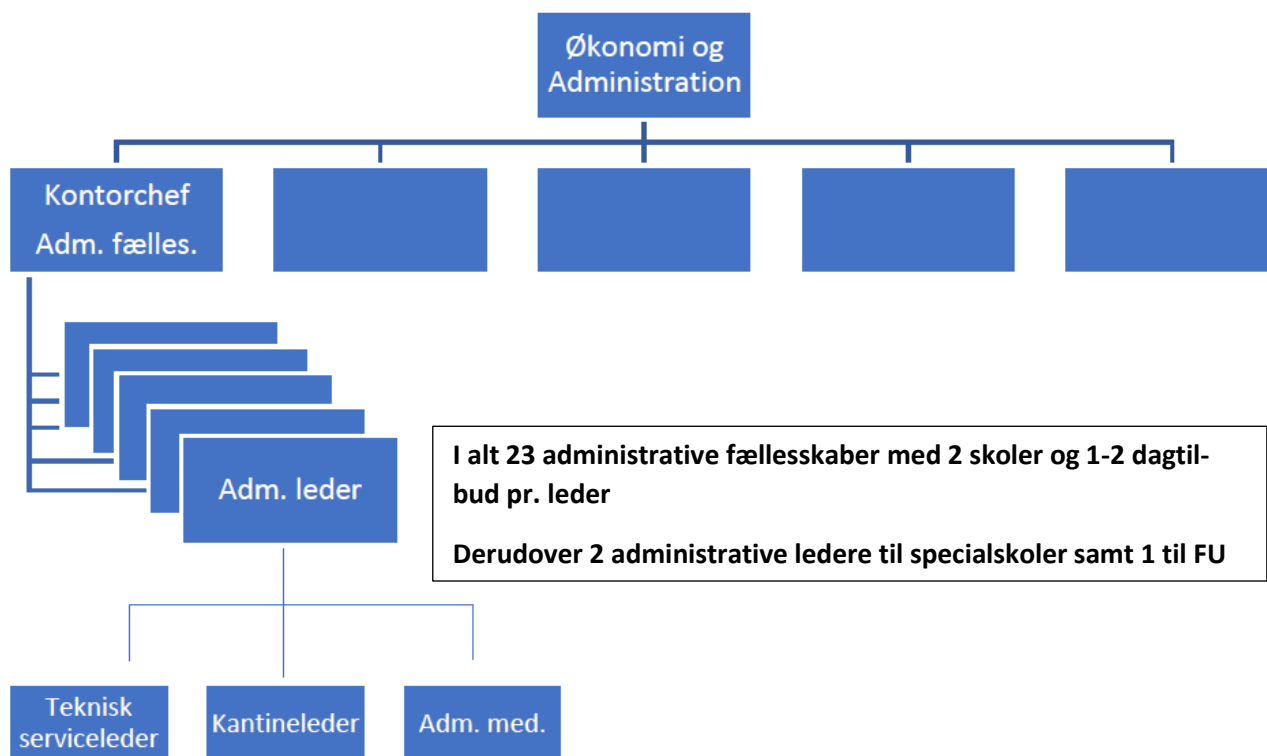 Økonomi og
Administration
Kontorchef
Adm. fælles.
Adm. leder
I alt 23 administrative fællesskaber med 2 skoler og 1-2 dagtil-
bud pr. leder
Derudover 2 administrative ledere til specialskoler samt 1 til FU
Teknisk
serviceleder
Kantineleder
Adm. med.